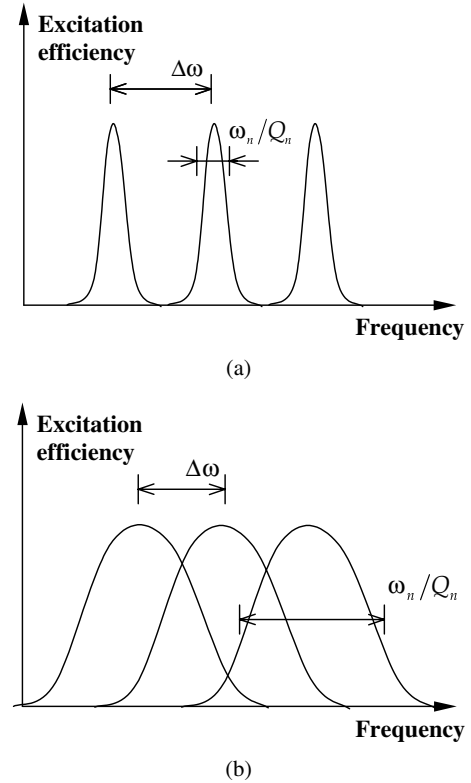 Excitation
efficiency
Δω
ωₙ/Qₙ
Frequency
(a)
Excitation
efficiency
Δω
ωₙ/Qₙ
Frequency
(b)